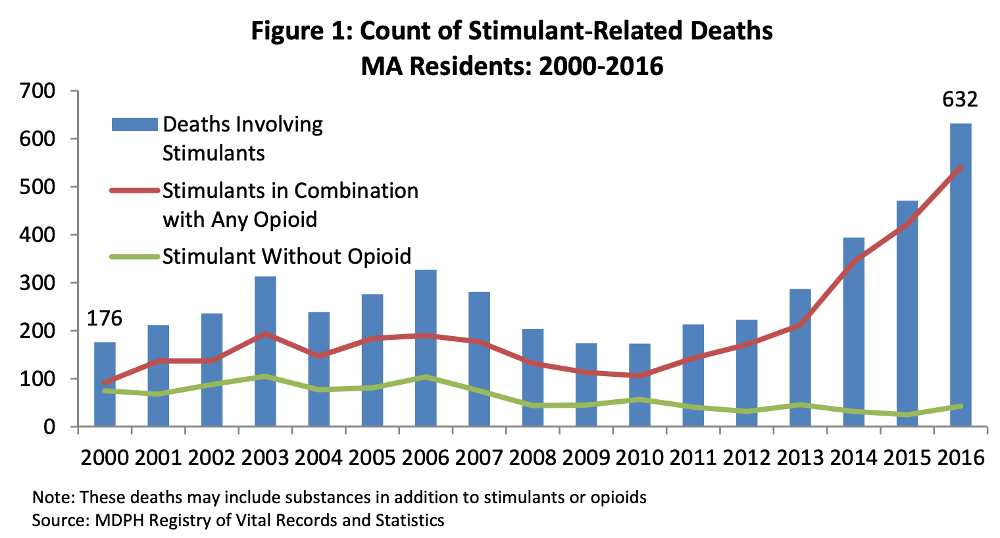 Figure 1: Count of Stimulant-Related Deaths
MA Residents: 2000-2016
700
600
500
400
300
200
100
0
Deaths Involving
Stimulants
Stimulants in Combination
with Any Opioid
Stimulant Without Opioid
176
632
2000 2001 2002 2003 2004 2005 2006 2007 2008 2009 2010 2011 2012 2013 2014 2015 2016
Note: These deaths may include substances in addition to stimulants or opioids
Source: MDPH Registry of Vital Records and Statistics